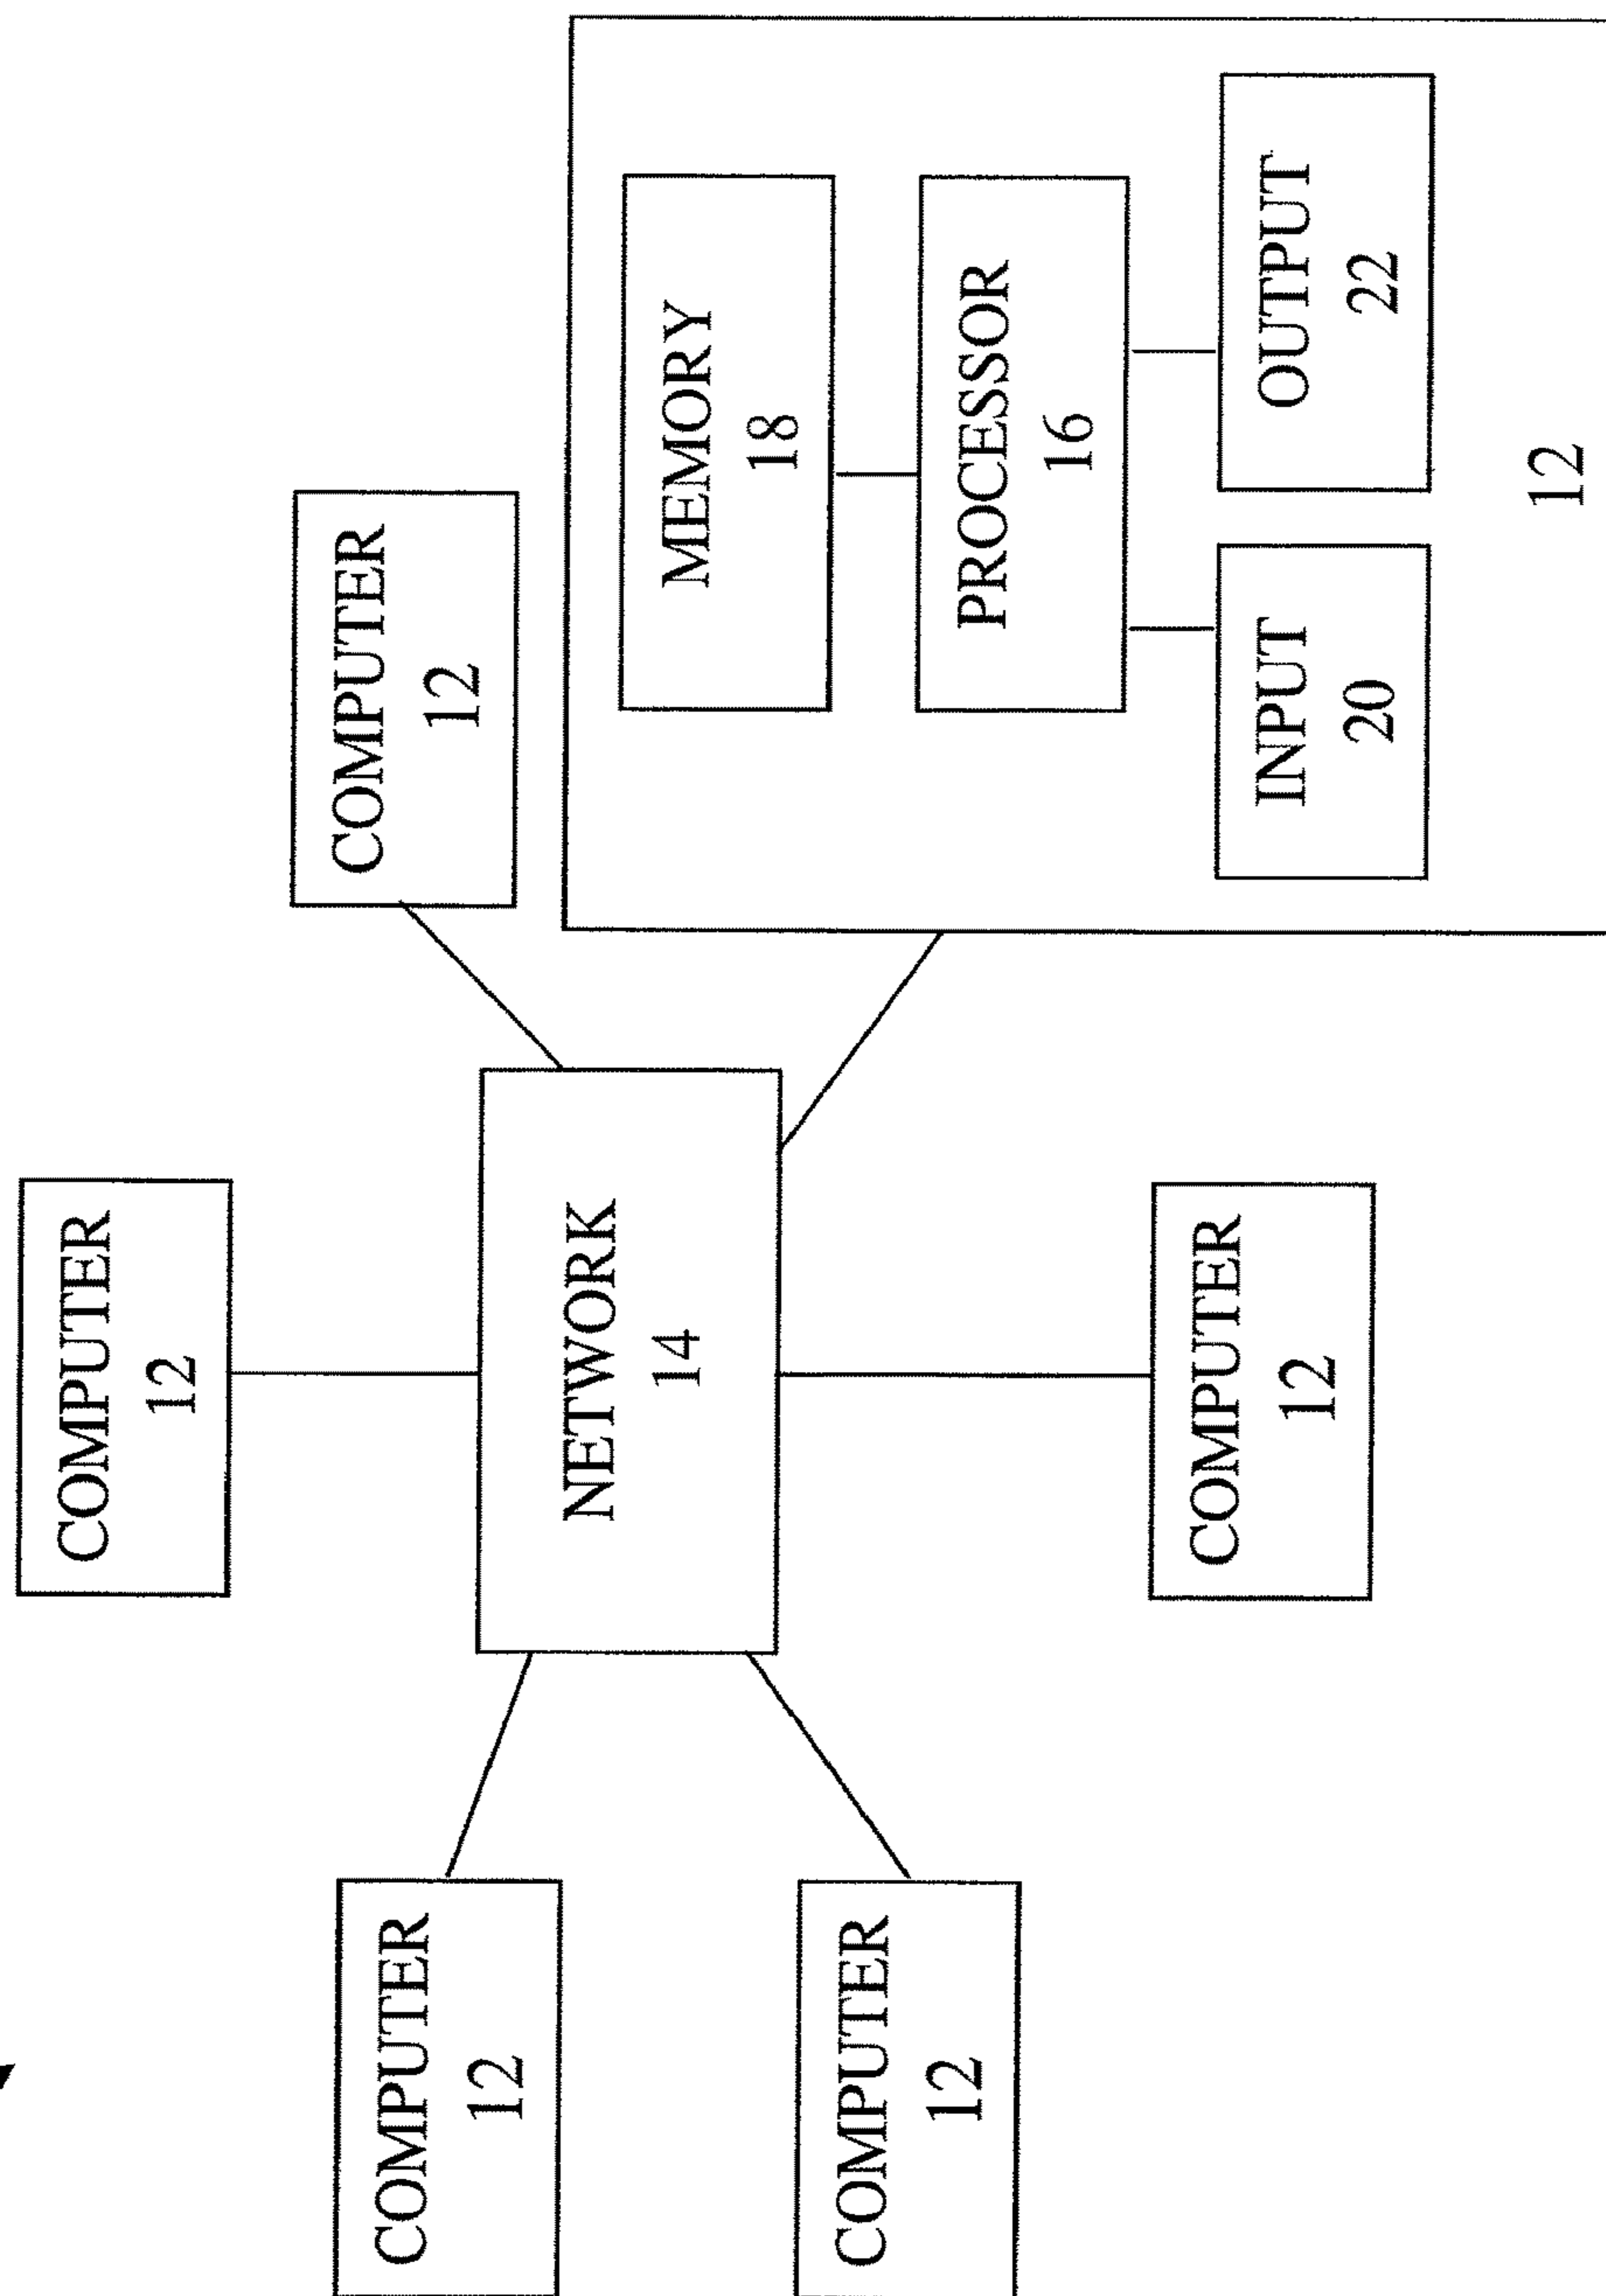 COMPUTER
12
COMPUTER
12
COMPUTER
12
NETWORK
14
COMPUTER
12
COMPUTER
12
MEMORY
18
PROCESSOR
16
INPUT
20
OUTPUT
22
12